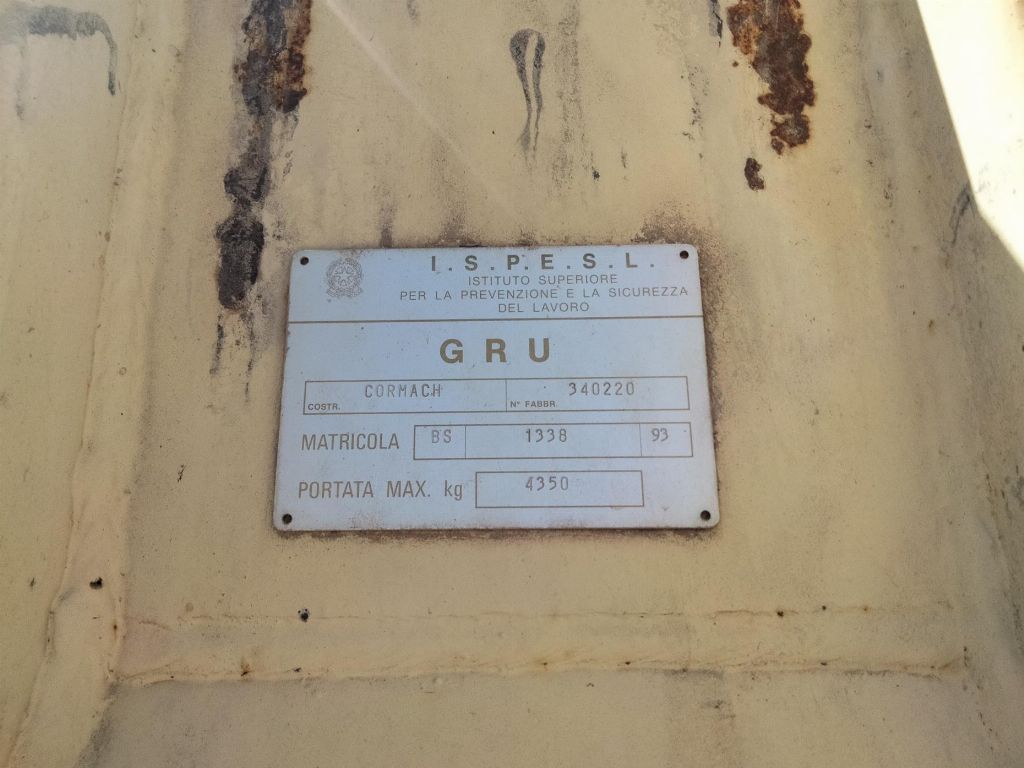 I.S.P.E.S.L.
ISTITUTO SUPERIORE
PER LA PREVENZIONE E LA SICUREZZA
DEL LAVORO
GRU
COSTR. CORMACH N° FABBR. 340220
MATRICOLA BS 1338 93
PORTATA MAX. kg 4350